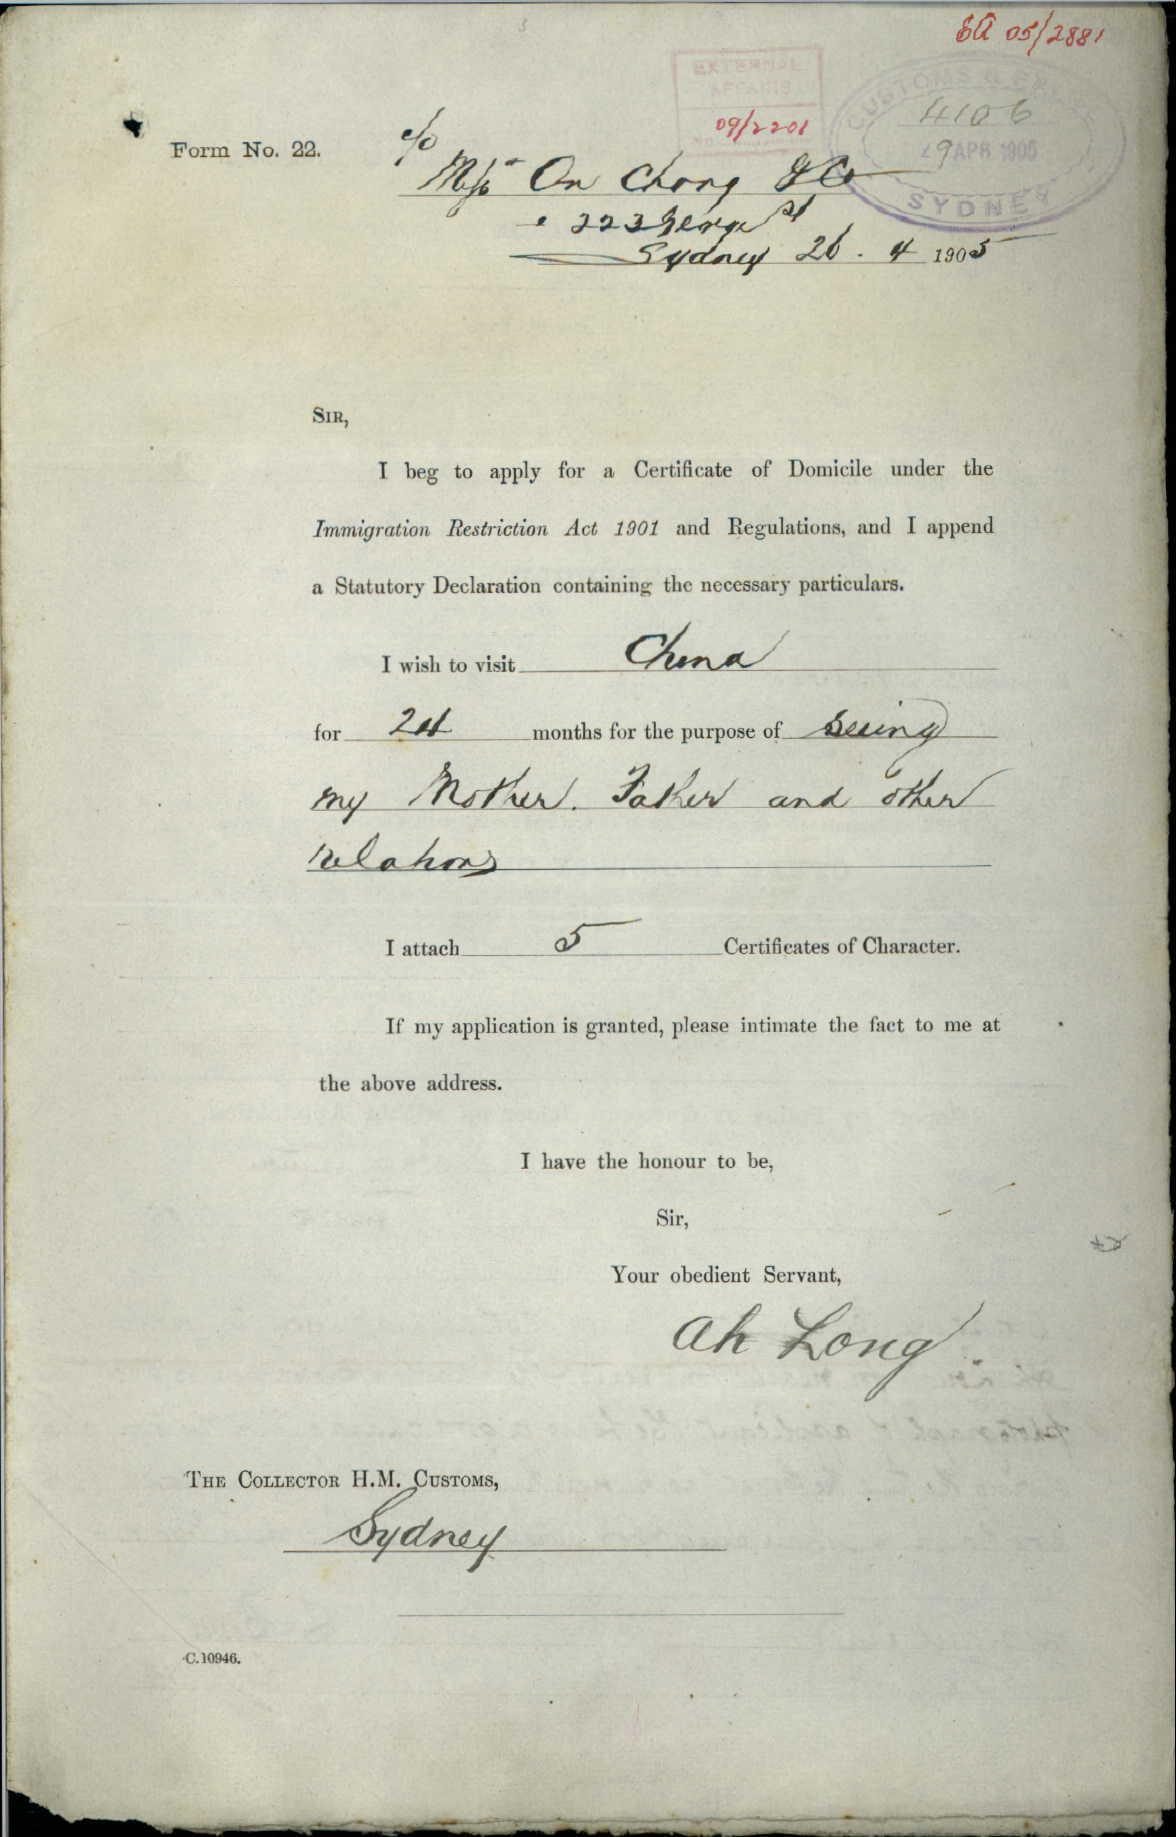 EA 05/2881
EXTERNAL
AFFAIRS
09/2201
CUSTOMS &
4106
29 APR 1905
SYDNEY
Form No. 22.
c/o
Mess On Chong & Co
223 George St
Sydney 26 . 4 1905
SIR,
I beg to apply for a Certificate of Domicile under the
Immigration Restriction Act 1901 and Regulations, and I append
a Statutory Declaration containing the necessary particulars.
I wish to visit China
for 24 months for the purpose of seeing
my Mother. Father and other
relations
I attach 5 Certificates of Character.
If my application is granted, please intimate the fact to me at
the above address.
I have the honour to be,
Sir,
Your obedient Servant,
Ah Long
THE COLLECTOR H.M. CUSTOMS,
Sydney
C.10946.